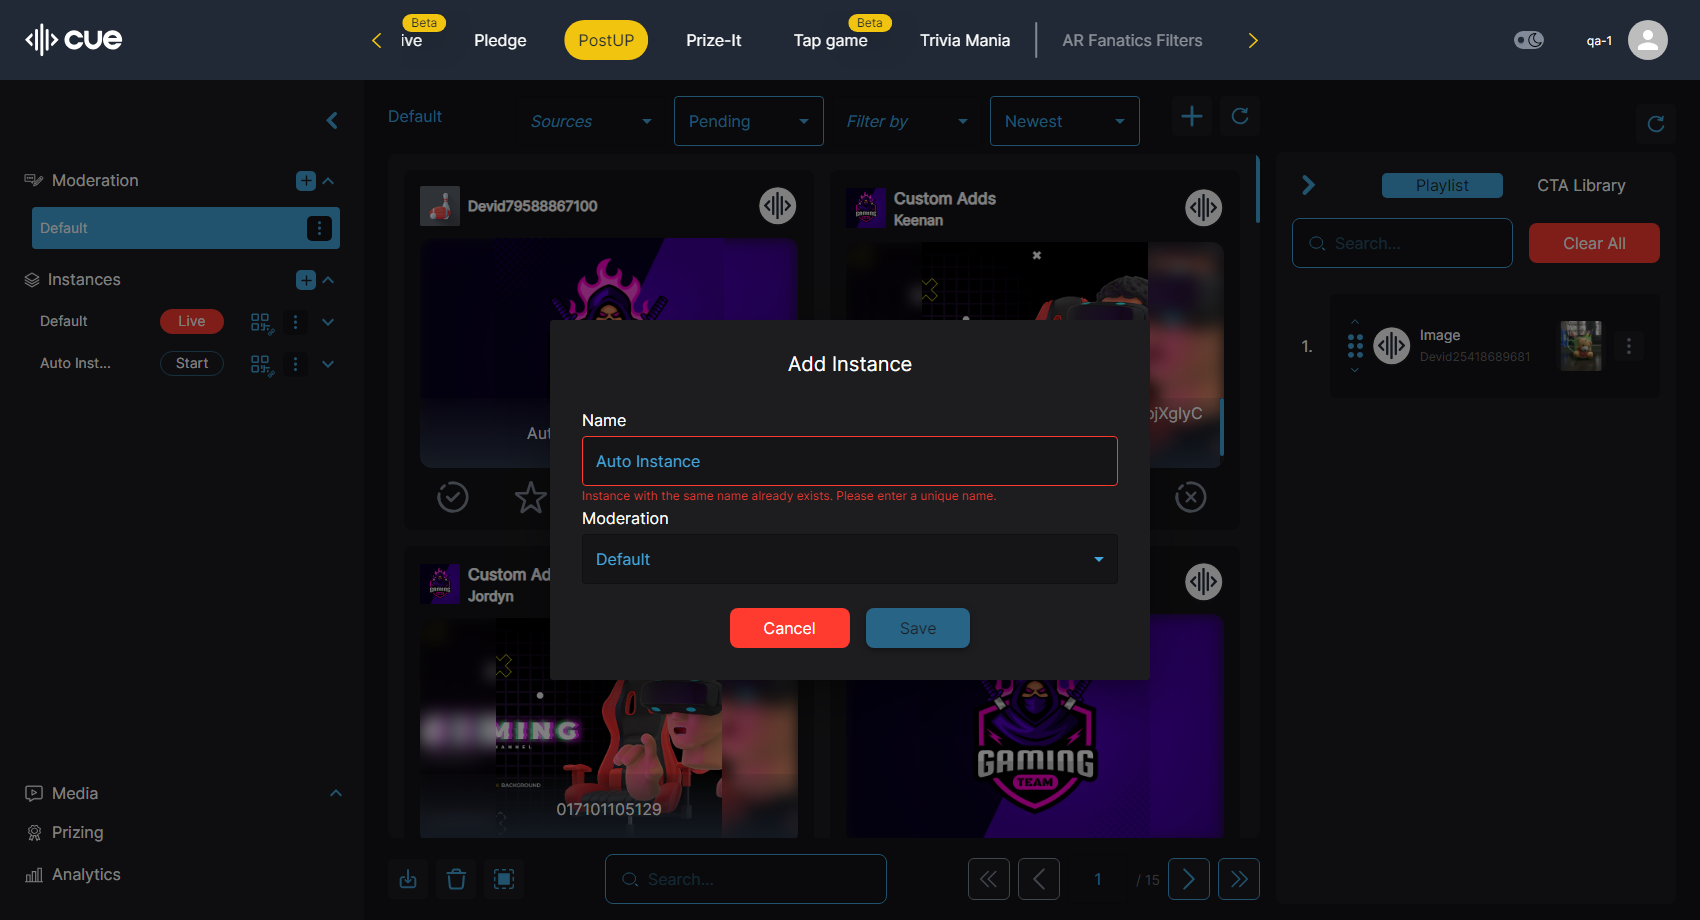 cue
Beta
Beta
ive
Pledge
PostUP
Prize-It
Tap game
Trivia Mania
AR Fanatics Filters
qa-1
Default
Sources
Pending
Filter by
Newest
Moderation
Default
Instances
Default
Live
Auto Inst...
Start
Media
Prizing
Analytics
Devid79588867100
Custom Adds
Keenan
Aut
ojXglyC
Custom Ad
Jordyn
MING
BACKGROUND
017101105129
GAMING
TEAM
Add Instance
Name
Auto Instance
Instance with the same name already exists. Please enter a unique name.
Moderation
Default
Cancel
Save
Playlist
CTA Library
Search...
Clear All
1.
Image
Devid25418689681
Search...
1
/ 15